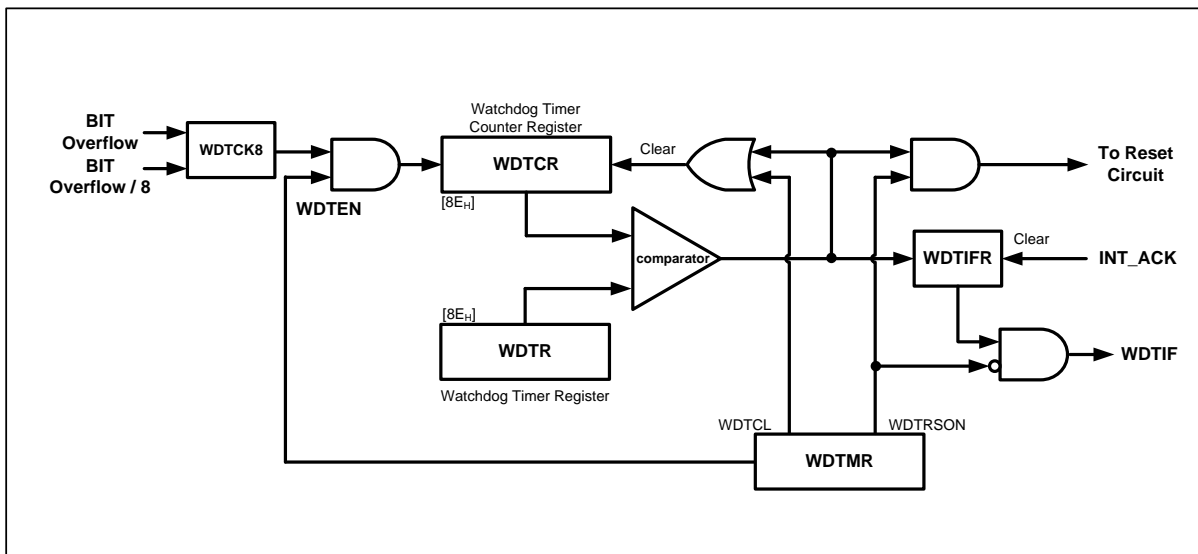 BIT
Overflow
BIT
Overflow / 8
WDTCK8
WDTEN
Watchdog Timer
Counter Register
WDTCR
[8EH]
Clear
comparator
[8EH]
WDTR
Watchdog Timer Register
To Reset
Circuit
WDTIFR
Clear
INT_ACK
WDTIF
WDTCL
WDTRSON
WDTMR